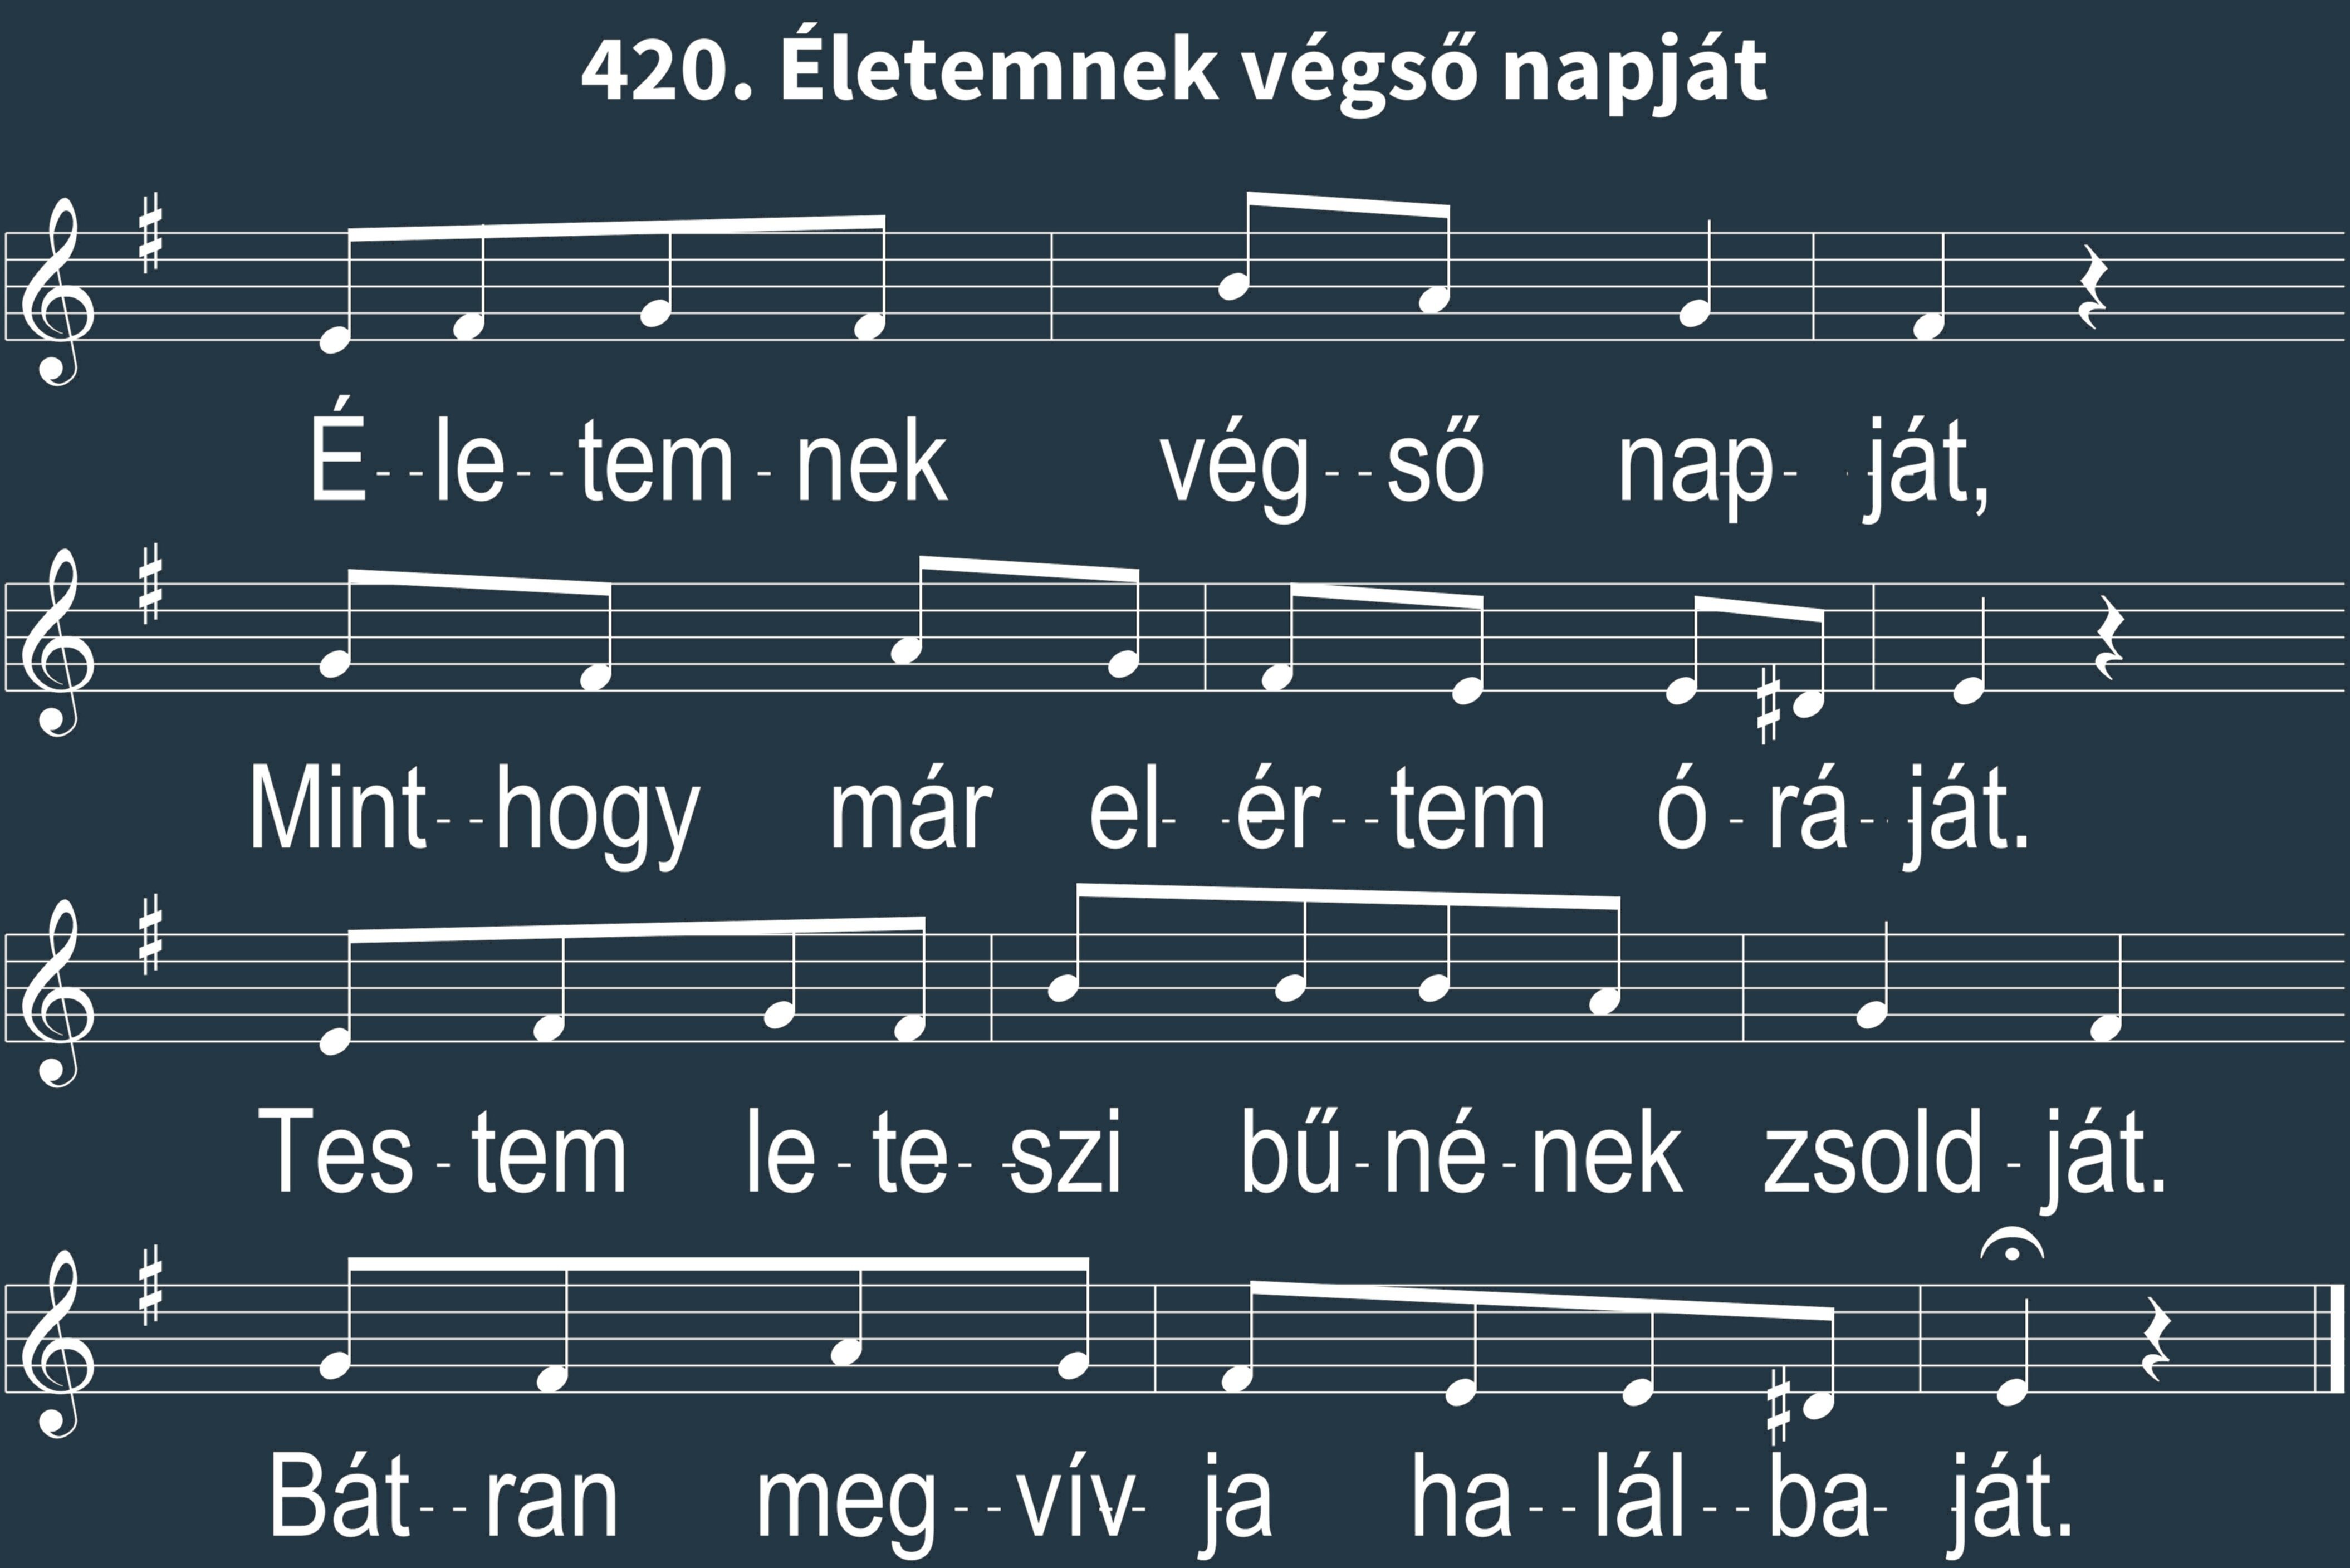 420. Életemnek végső napját
É--le--tem-nek vég--ső nap- -ját,
Mint--hogy már el- -ér--tem ó-rá--ját.
Tes-tem le-te- -szi bű-né-nek zsold-ját.
Bát--ran meg--vív- ja ha--lál--ba- ját.